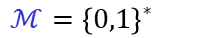 ℳ = {0,1}*